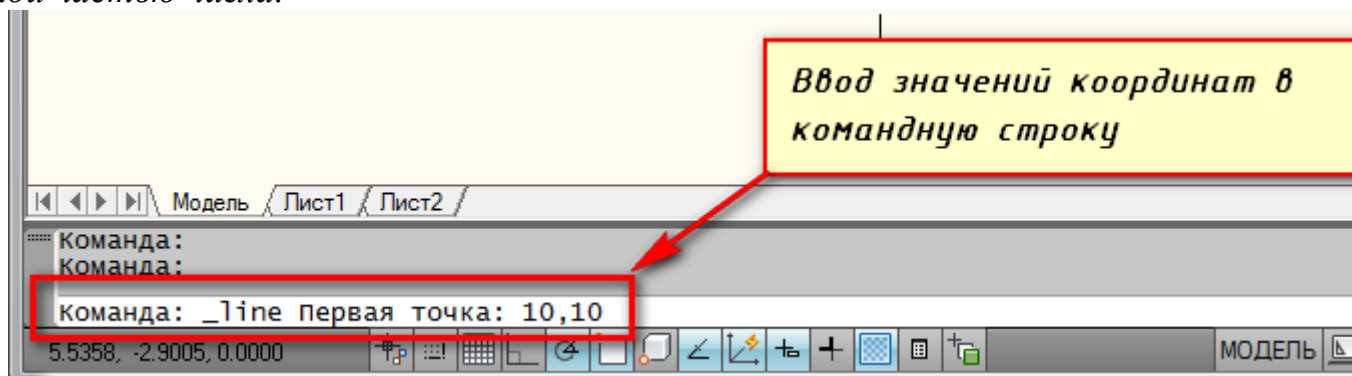 Ввод значений координат в
командную строку
Модель Лист1 Лист2
Команда:
Команда:
Команда: _line Первая точка: 10,10
5.5358, -2.9005, 0.0000 МОДЕЛЬ